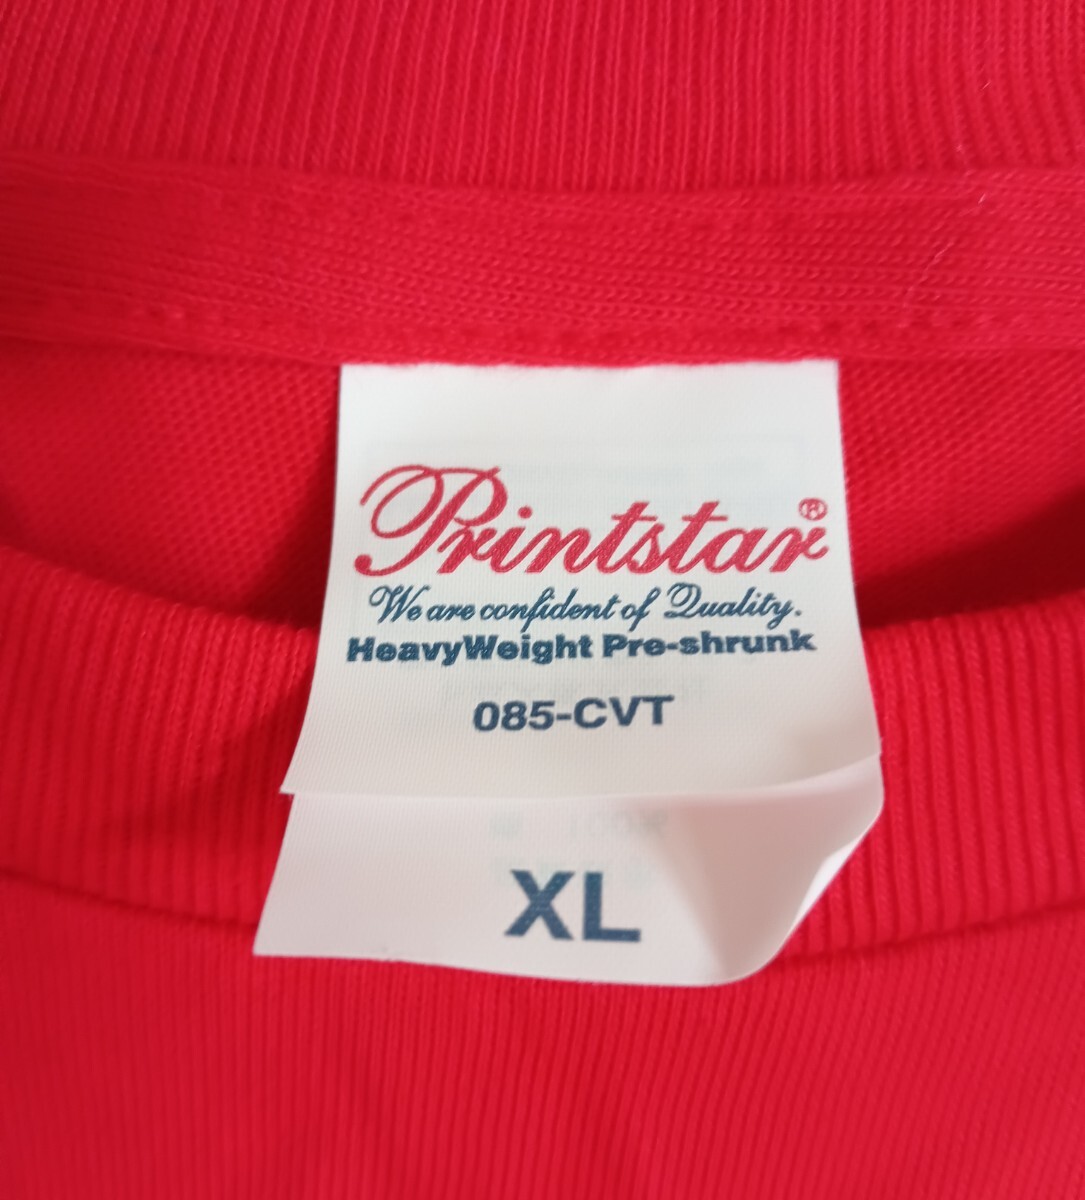 Printstar®
We are confident of Quality.
HeavyWeight Pre-shrunk
085-CVT
XL